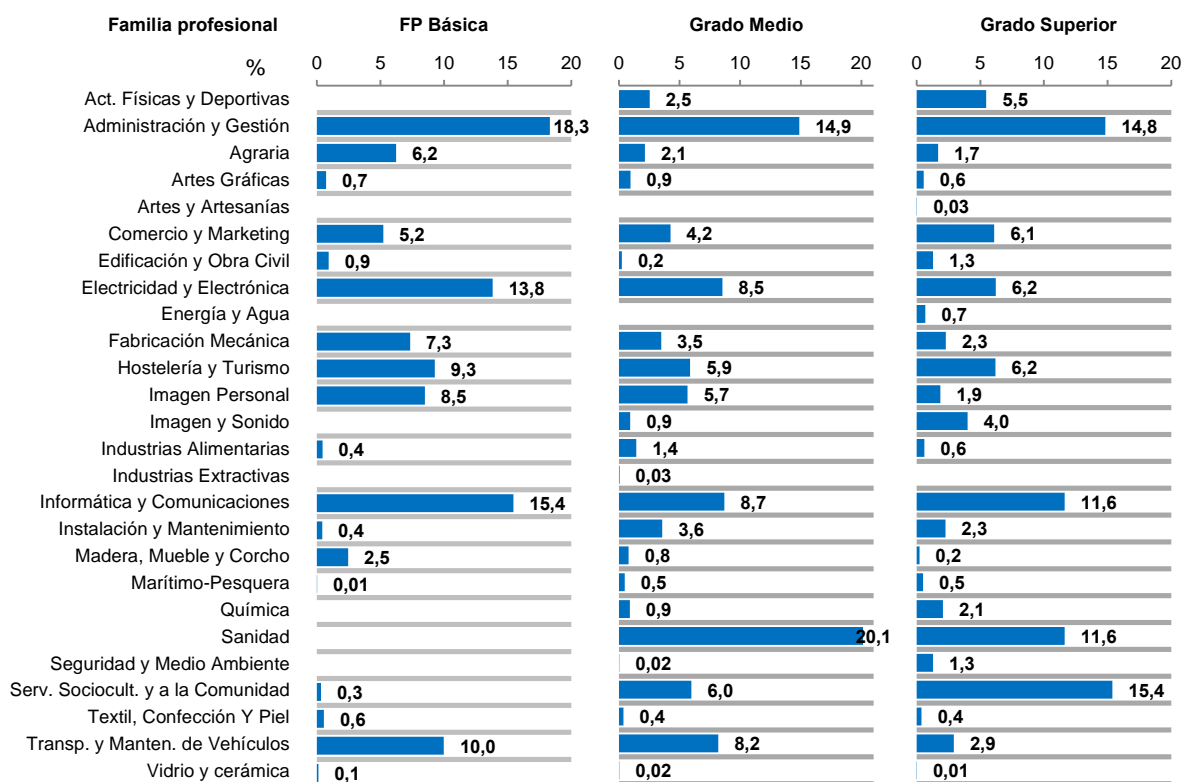 Familia profesional FP Básica Grado Medio Grado Superior
% 0 5 10 15 20 0 5 10 15 20 0 5 10 15 20
Act. Físicas y Deportivas 2,5 5,5
Administración y Gestión 18,3 14,9 14,8
Agraria 6,2 2,1 1,7
Artes Gráficas 0,7 0,9 0,6
Artes y Artesanías 0,03
Comercio y Marketing 5,2 4,2 6,1
Edificación y Obra Civil 0,9 0,2 1,3
Electricidad y Electrónica 13,8 8,5 6,2
Energía y Agua 0,7
Fabricación Mecánica 7,3 3,5 2,3
Hostelería y Turismo 9,3 5,9 6,2
Imagen Personal 8,5 5,7 1,9
Imagen y Sonido 0,9 4,0
Industrias Alimentarias 0,4 1,4 0,6
Industrias Extractivas 0,03
Informática y Comunicaciones 15,4 8,7 11,6
Instalación y Mantenimiento 0,4 3,6 2,3
Madera, Mueble y Corcho 2,5 0,8 0,2
Marítimo-Pesquera 0,01 0,5 0,5
Química 0,9 2,1
Sanidad 20,1 11,6
Seguridad y Medio Ambiente 0,02 1,3
Serv. Sociocult. y a la Comunidad 0,3 6,0 15,4
Textil, Confección Y Piel 0,6 0,4 0,4
Transp. y Manten. de Vehículos 10,0 8,2 2,9
Vidrio y cerámica 0,1 0,02 0,01